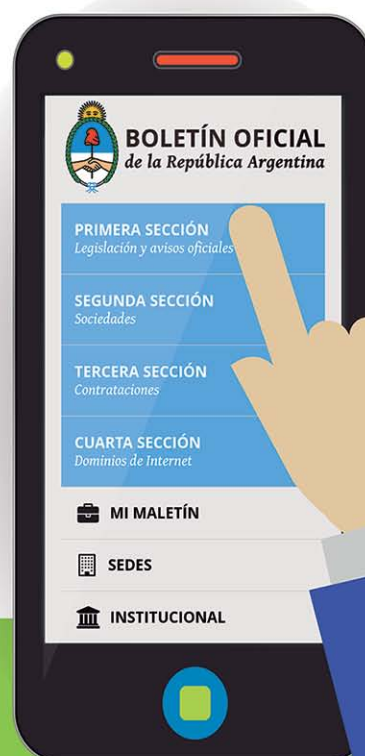 BOLETÍN OFICIAL
de la República Argentina
PRIMERA SECCIÓN
Legislación y avisos oficiales
SEGUNDA SECCIÓN
Sociedades
TERCERA SECCIÓN
Contrataciones
CUARTA SECCIÓN
Dominios de Internet
MI MALETÍN
SEDES
INSTITUCIONAL